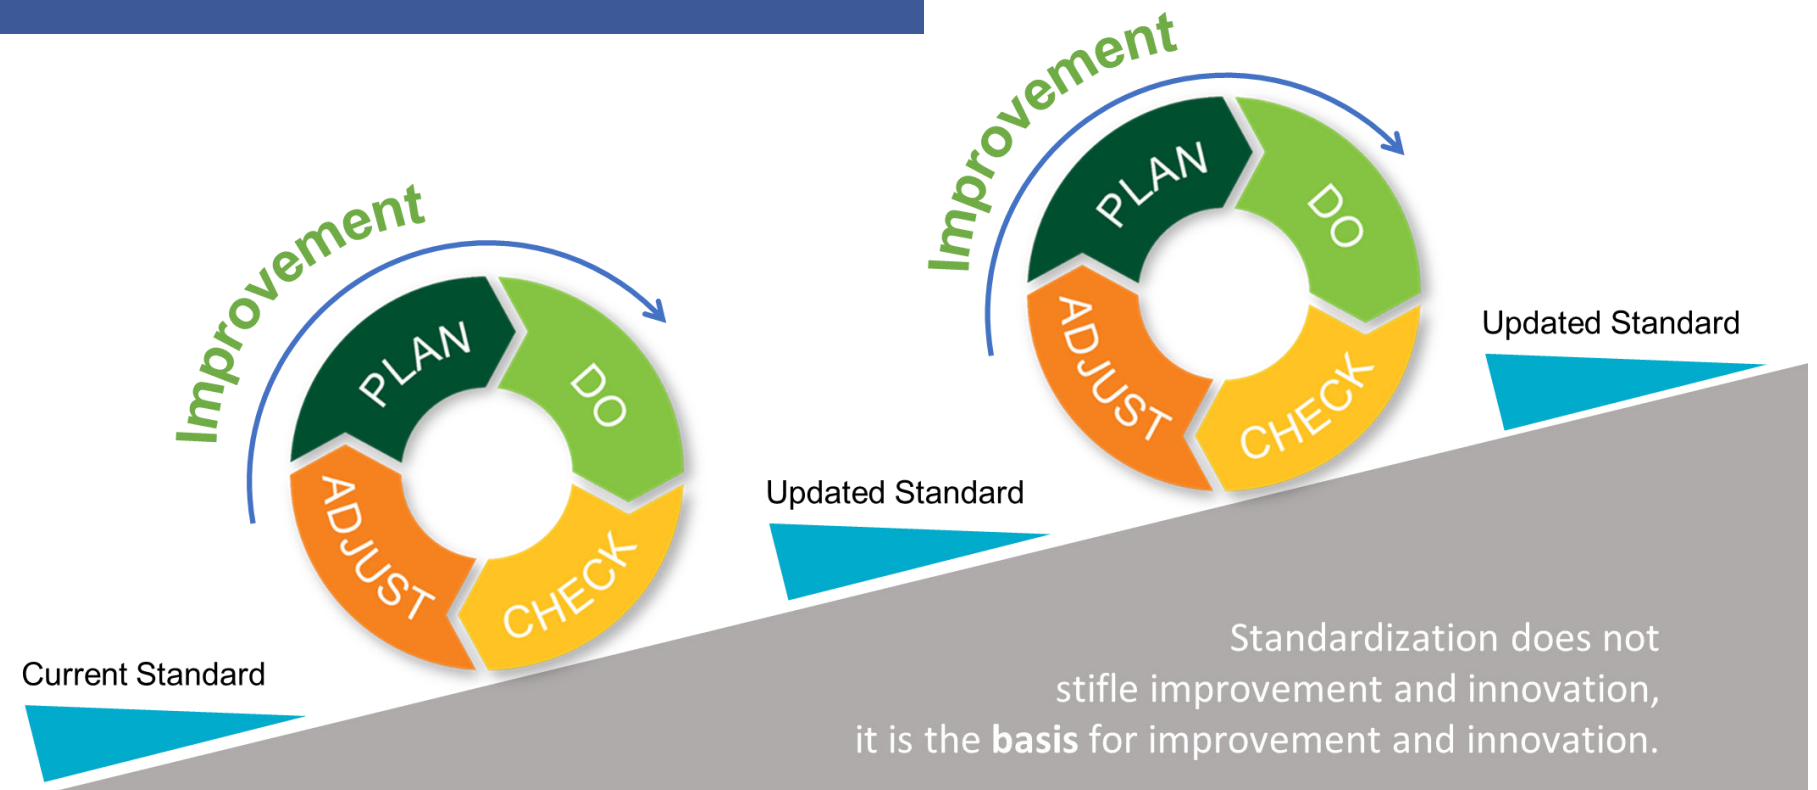 Improvement
PLAN
DO
CHECK
ADJUST
Current Standard
Updated Standard
Improvement
PLAN
DO
CHECK
ADJUST
Updated Standard
Standardization does not
stifle improvement and innovation,
it is the basis for improvement and innovation.